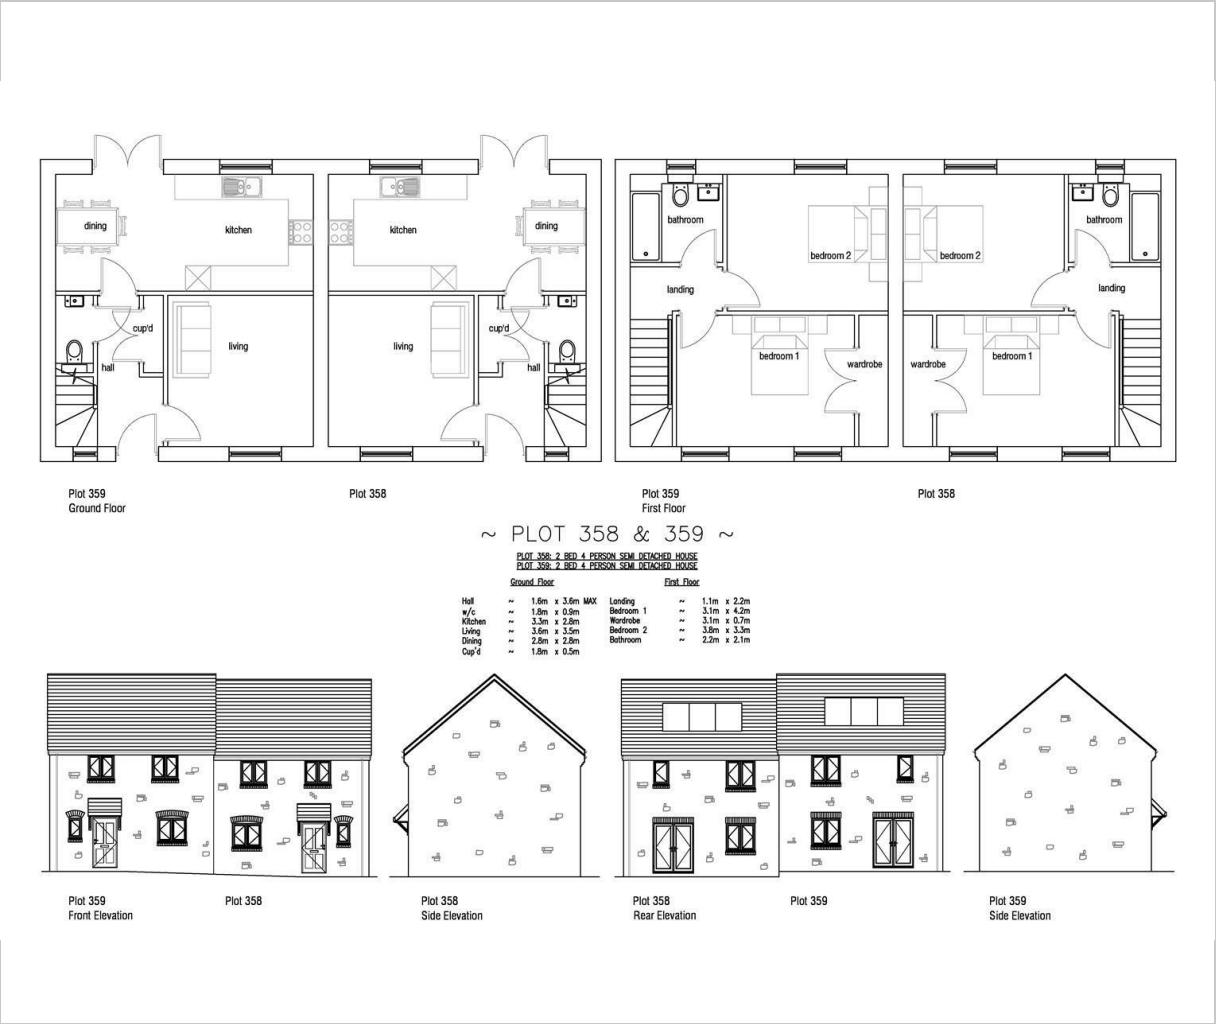 dining
kitchen
kitchen
dining
cup'd
living
hall
living
cup'd
hall
bathroom
bedroom 2
bedroom 2
bathroom
landing
landing
bedroom 1
wardrobe
wardrobe
bedroom 1
Plot 359
Ground Floor
Plot 358
Plot 359
First Floor
Plot 358
~ PLOT 358 & 359 ~
PLOT 358: 2 BED 4 PERSON SEMI DETACHED HOUSE
PLOT 359: 2 BED 4 PERSON SEMI DETACHED HOUSE
Ground Floor
Hall ~ 1.6m x 3.6m MAX
w/c ~ 1.8m x 0.9m
Kitchen ~ 3.3m x 2.8m
Living ~ 3.6m x 3.5m
Dining ~ 2.8m x 2.8m
Cup'd ~ 1.8m x 0.5m
First Floor
Landing ~ 1.1m x 2.2m
Bedroom 1 ~ 3.1m x 4.2m
Wardrobe ~ 3.1m x 0.7m
Bedroom 2 ~ 3.8m x 3.3m
Bathroom ~ 2.2m x 2.1m
Plot 359
Front Elevation
Plot 358
Plot 358
Side Elevation
Plot 358
Rear Elevation
Plot 359
Plot 359
Side Elevation